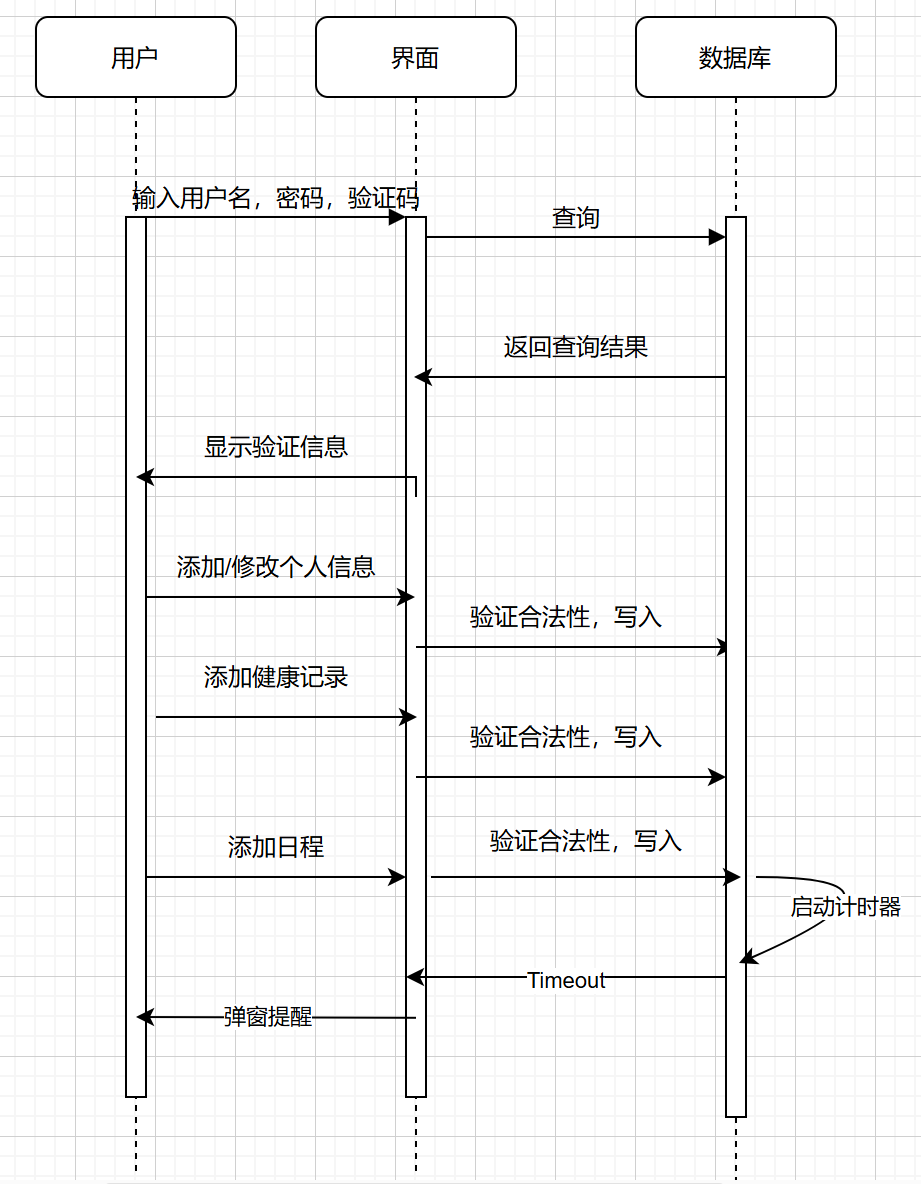 用户
界面
数据库
输入用户名，密码，验证码
查询
返回查询结果
显示验证信息
添加/修改个人信息
验证合法性，写入
添加健康记录
验证合法性，写入
添加日程
验证合法性，写入
启动计时器
Timeout
弹窗提醒